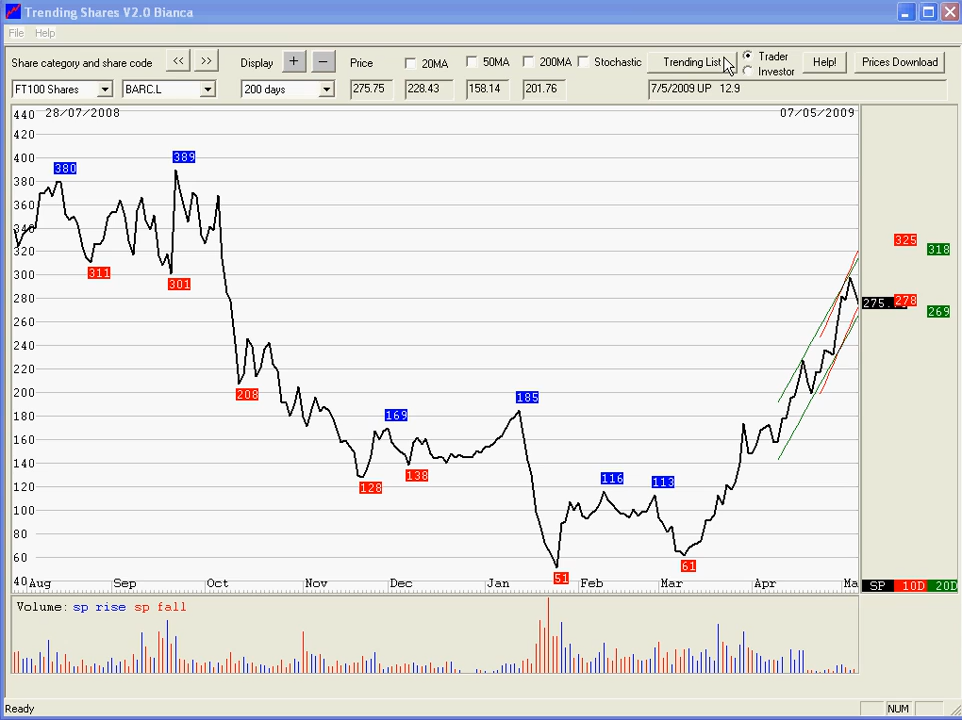 Trending Shares V2.0 Bianca
File Help
Share category and share code << >> Display + − Price 20MA 50MA 200MA Stochastic Trending List Trader Investor Help! Prices Download
FT100 Shares BARC.L 200 days 275.75 228.43 158.14 201.76 7/5/2009 UP 12.9
440 28/07/2008 07/05/2009
420
400 389
380 380
360
340
320 311 325 318
300 301 278 269
280 275.
260
240
220
200 208
180 185
160 169
140 138
120 128 116 113
100
80
60 61
40 51
Aug Sep Oct Nov Dec Jan Feb Mar Apr Ma SP 10D 20D
Volume: sp rise sp fall
Ready NUM